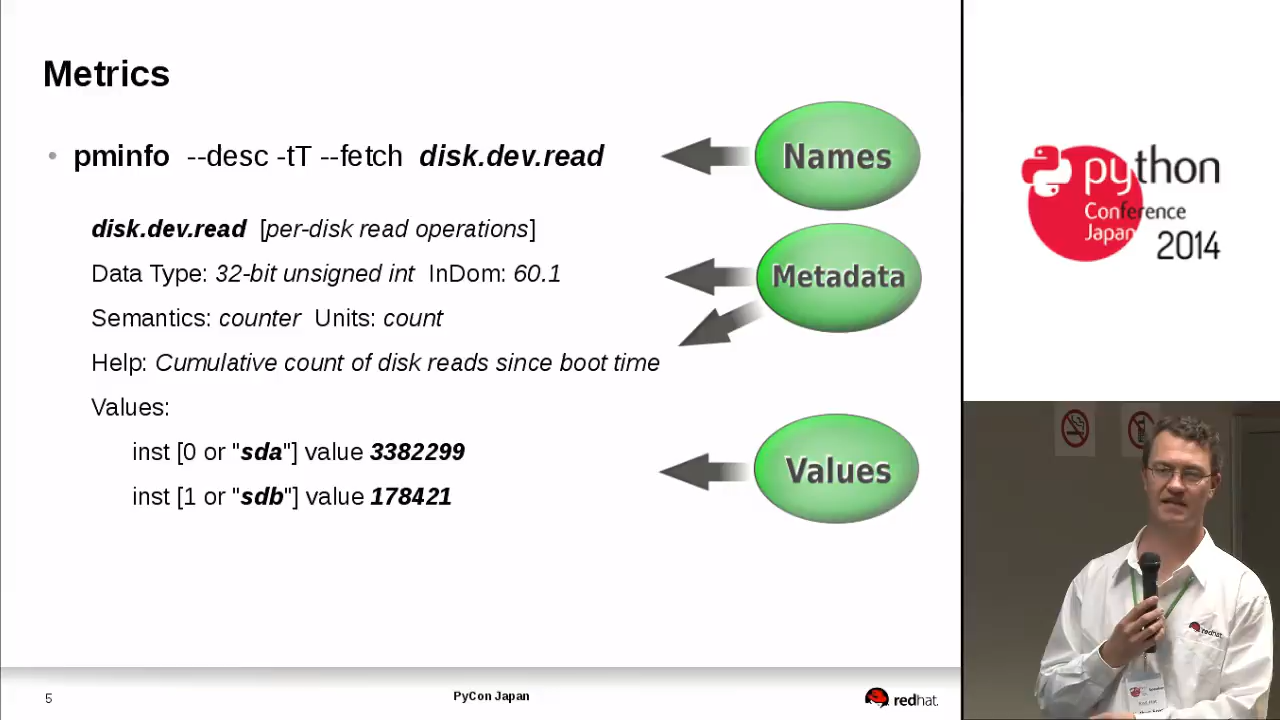 Metrics
• pminfo --desc -tT --fetch disk.dev.read
Names
disk.dev.read [per-disk read operations]
Data Type: 32-bit unsigned int InDom: 60.1
Metadata
Semantics: counter Units: count
Help: Cumulative count of disk reads since boot time
Values:
inst [0 or "sda"] value 3382299
Values
inst [1 or "sdb"] value 178421
5
PyCon Japan
redhat.
python
Conference
Japan
2014
redhat